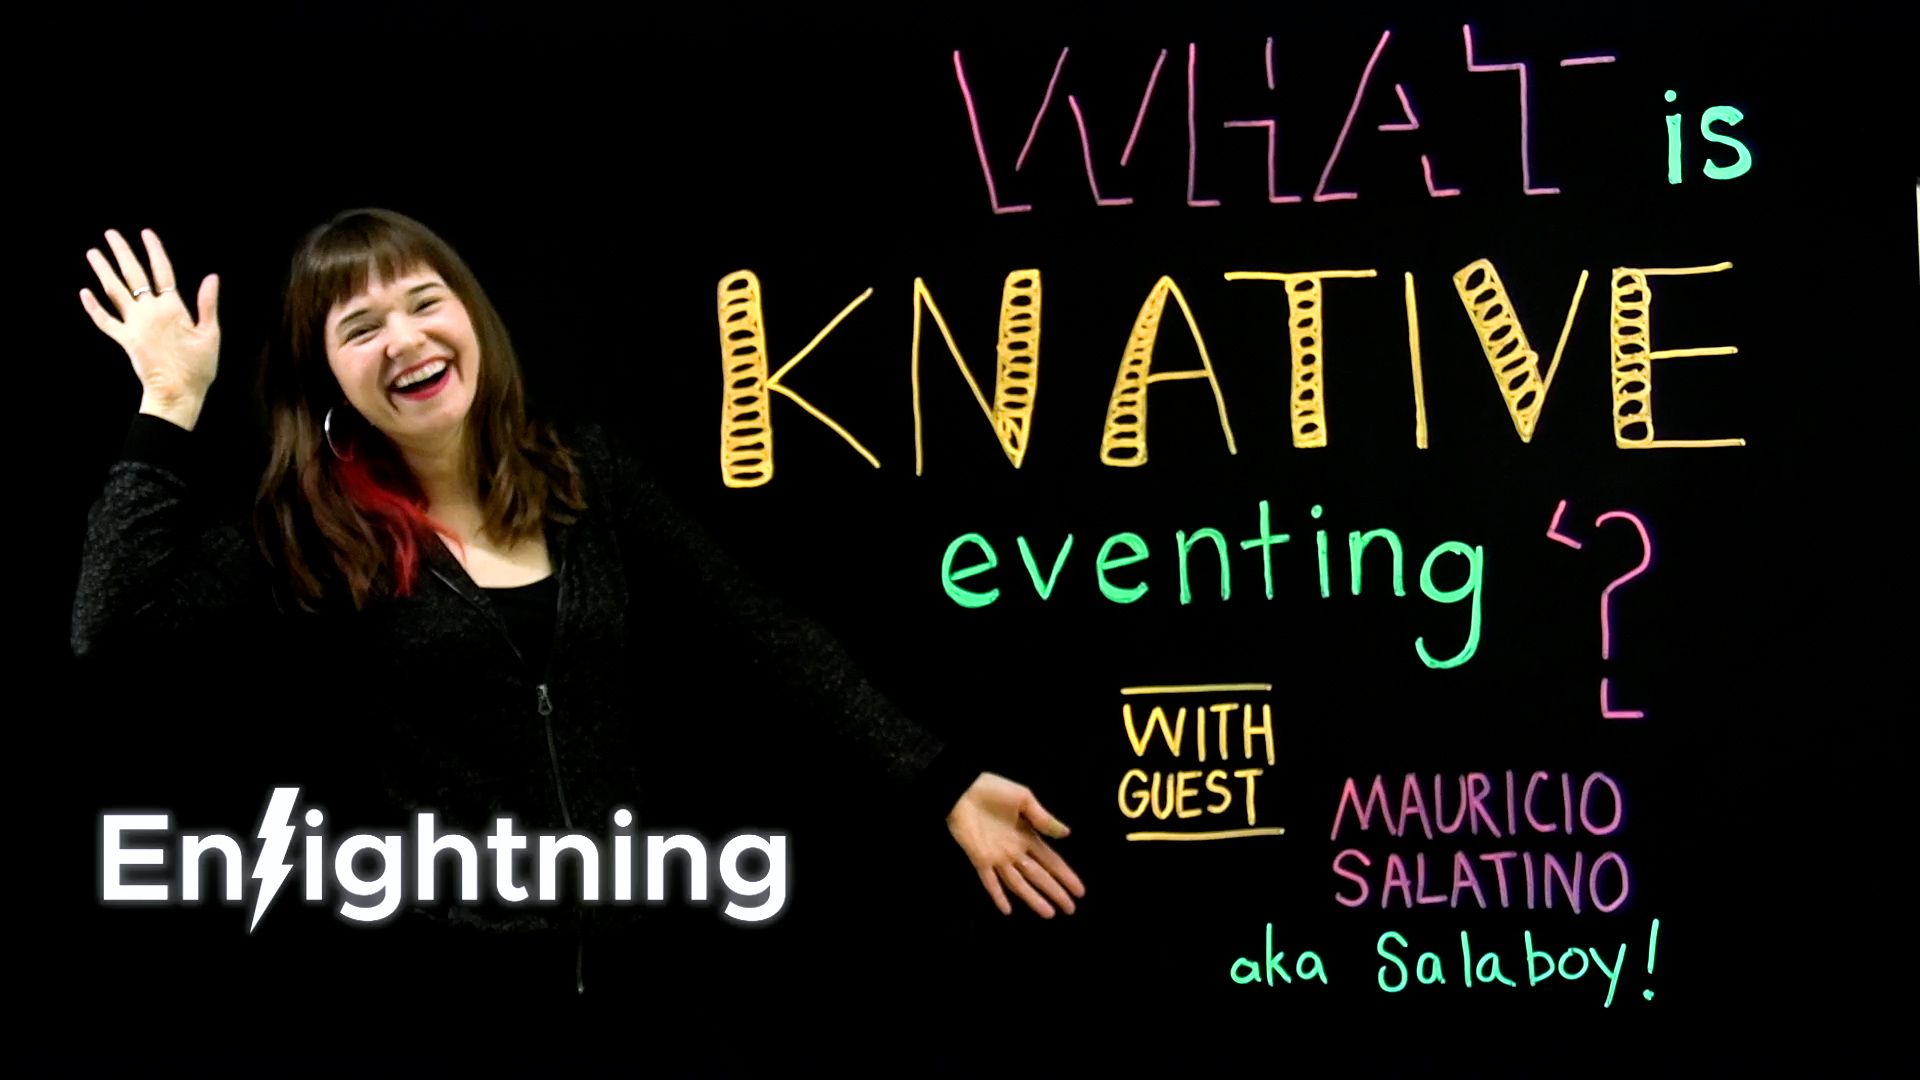 WHAT is
KNATIVE
eventing?
WITH
GUEST
MAURICIO
SALATINO
aka Salaboy!
Enlightning